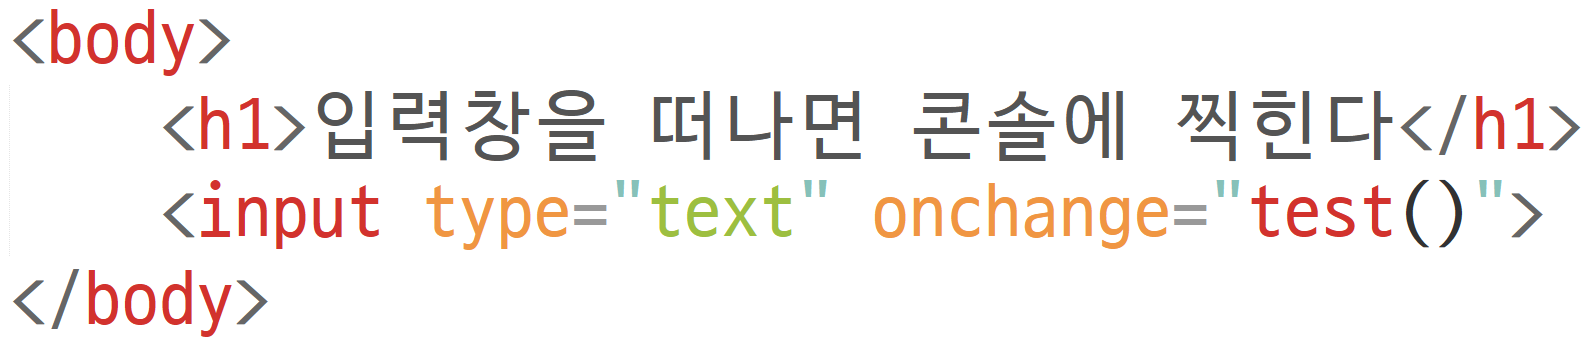 <body>
<h1>입력창을 떠나면 콘솔에 찍힌다</h1>
<input type="text" onchange="test()">
</body>